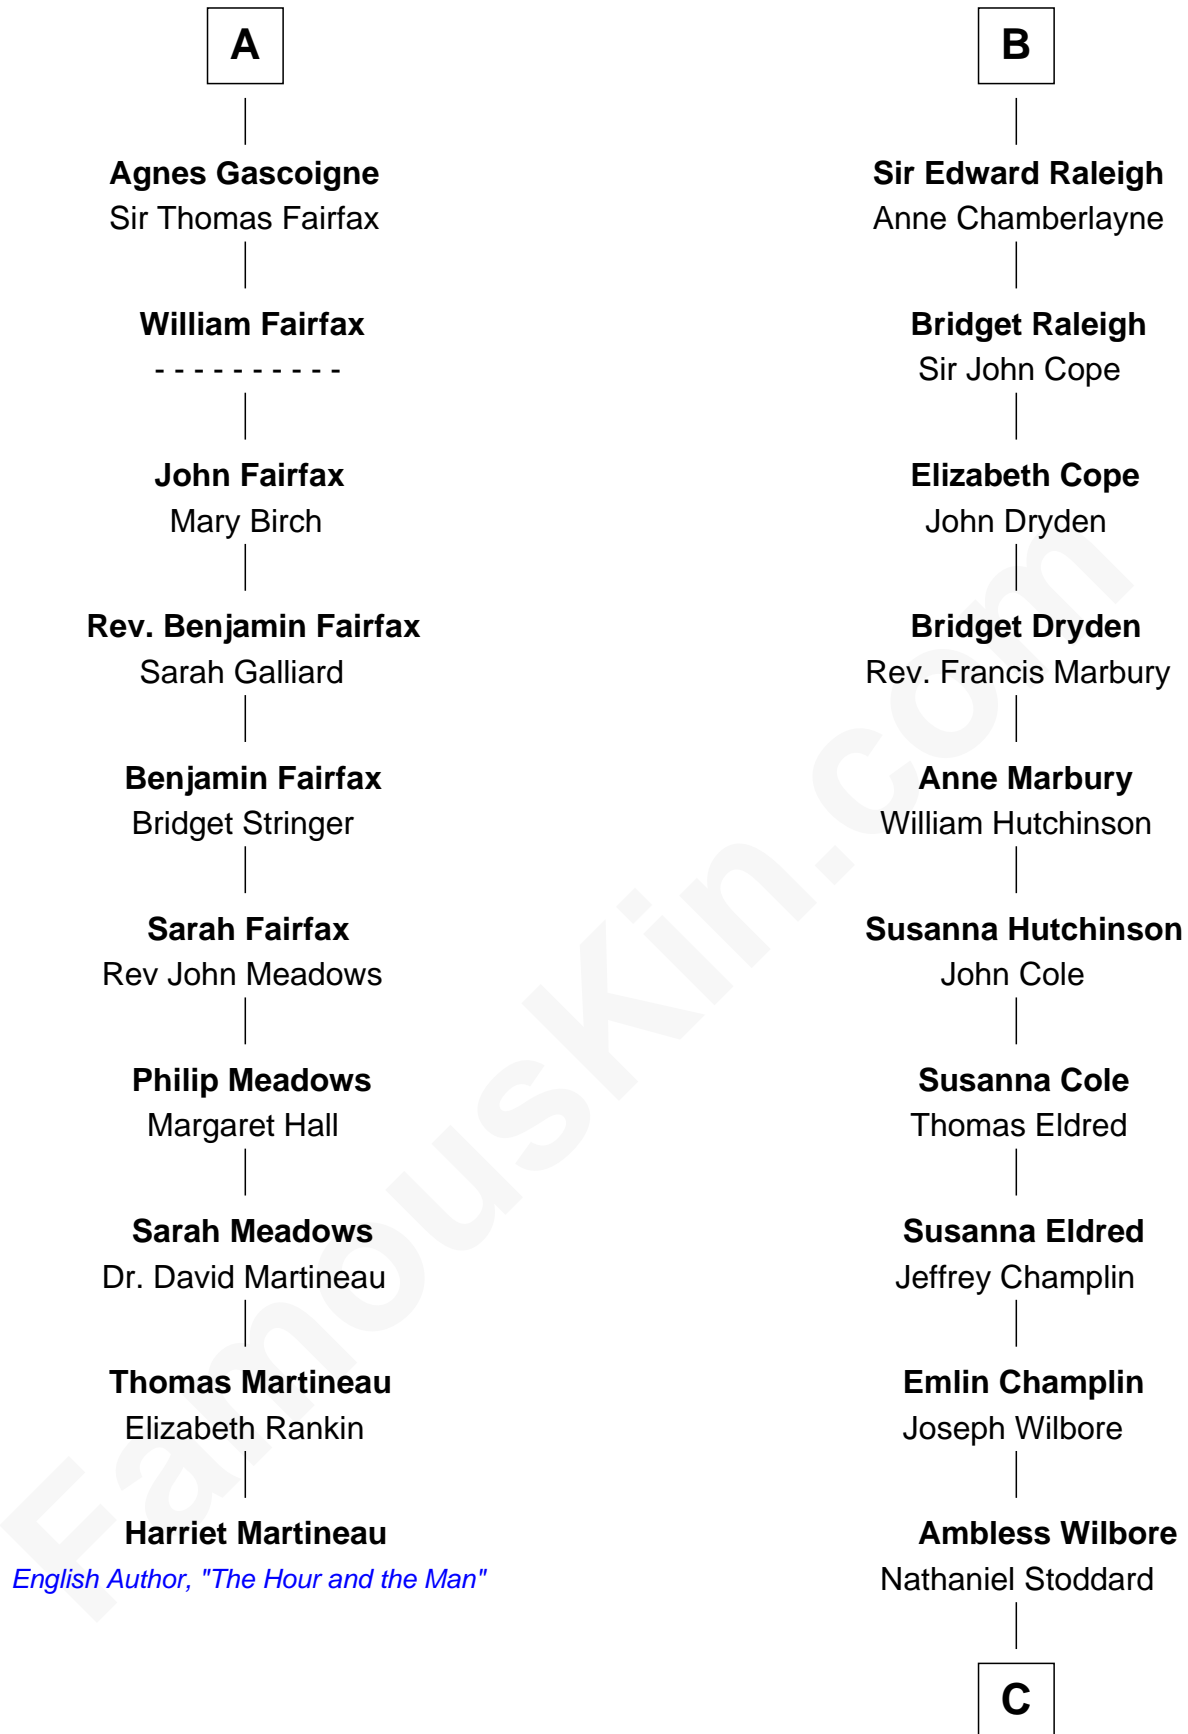 A
Agnes Gascoigne
Sir Thomas Fairfax
William Fairfax
- - - - - - - - - -
John Fairfax
Mary Birch
Rev. Benjamin Fairfax
Sarah Galliard
Benjamin Fairfax
Bridget Stringer
Sarah Fairfax
Rev John Meadows
Philip Meadows
Margaret Hall
Sarah Meadows
Dr. David Martineau
Thomas Martineau
Elizabeth Rankin
Harriet Martineau
English Author, "The Hour and the Man"
B
Sir Edward Raleigh
Anne Chamberlayne
Bridget Raleigh
Sir John Cope
Elizabeth Cope
John Dryden
Bridget Dryden
Rev. Francis Marbury
Anne Marbury
William Hutchinson
Susanna Hutchinson
John Cole
Susanna Cole
Thomas Eldred
Susanna Eldred
Jeffrey Champlin
Emlin Champlin
Joseph Wilbore
Ambless Wilbore
Nathaniel Stoddard
C
FamousKin.com